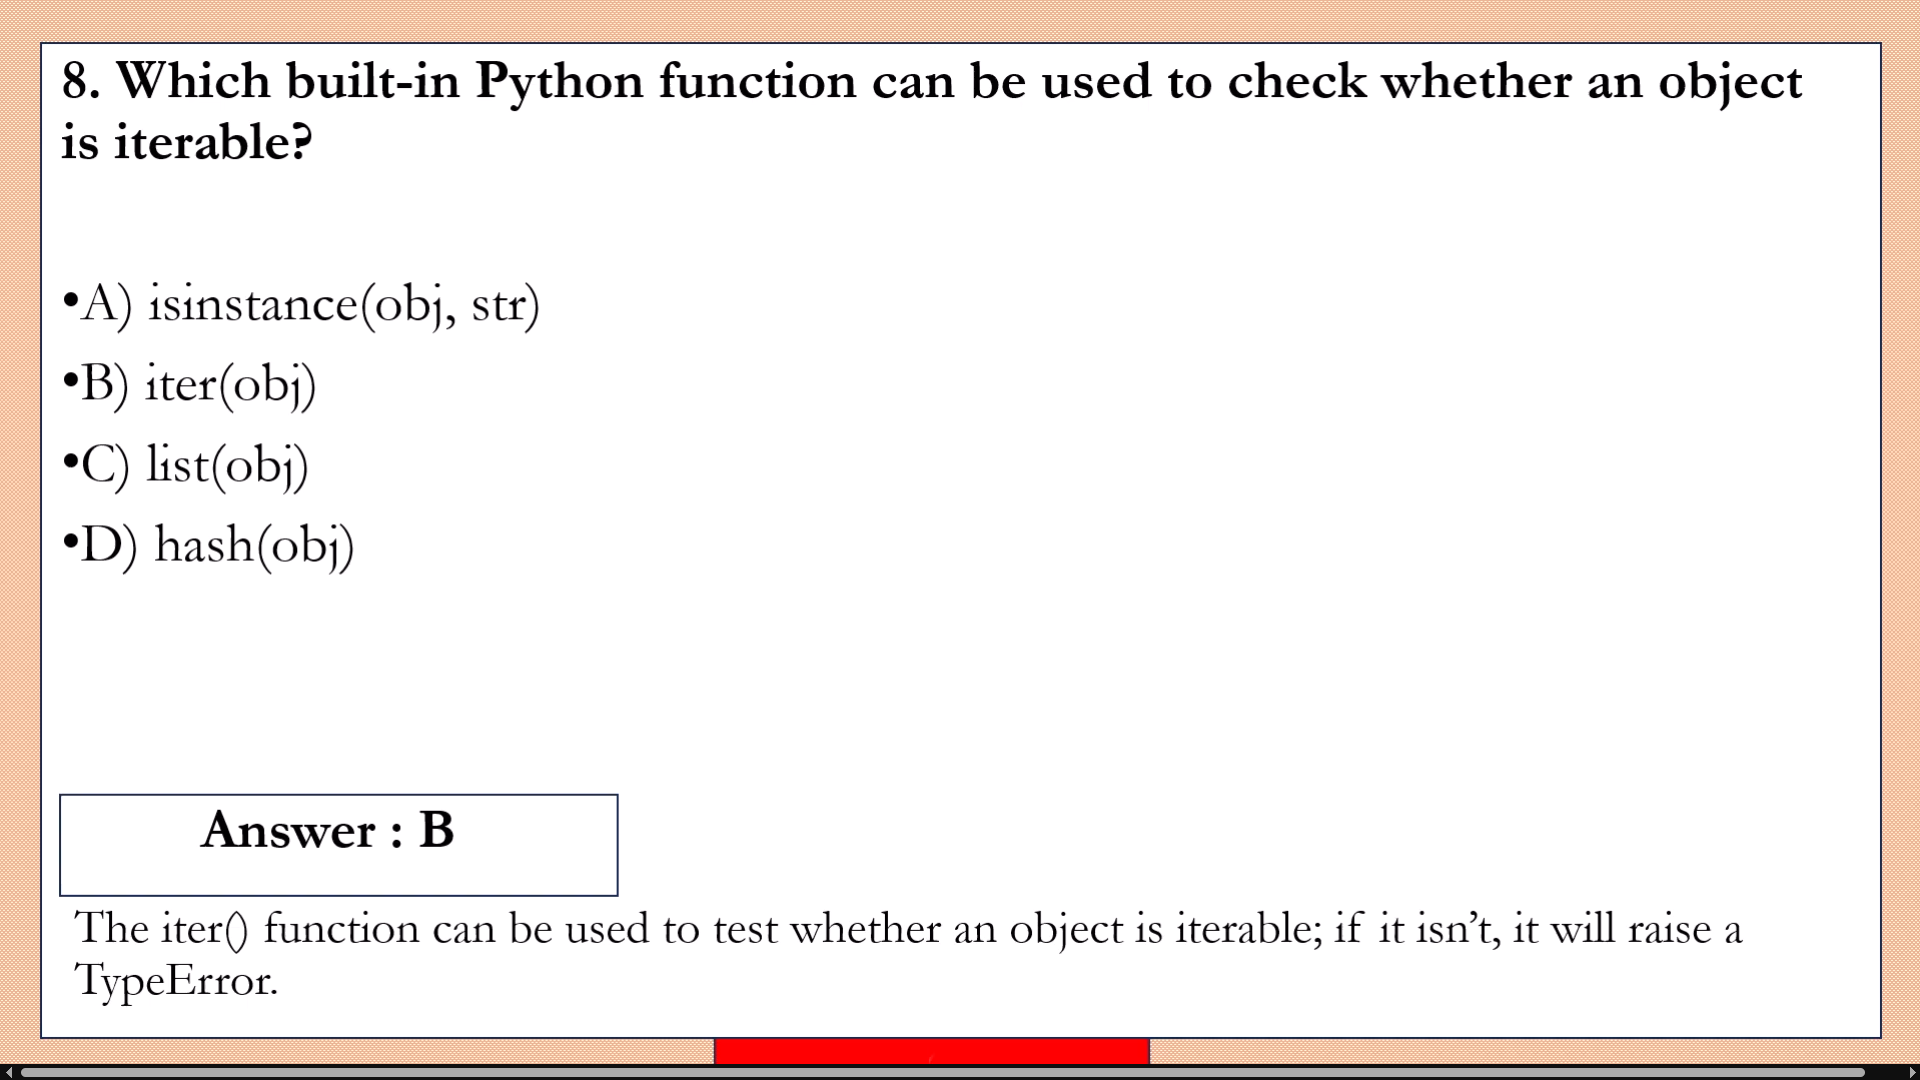 8. Which built-in Python function can be used to check whether an object
is iterable?
•A) isinstance(obj, str)
•B) iter(obj)
•C) list(obj)
•D) hash(obj)
Answer : B
The iter() function can be used to test whether an object is iterable; if it isn’t, it will raise a
TypeError.